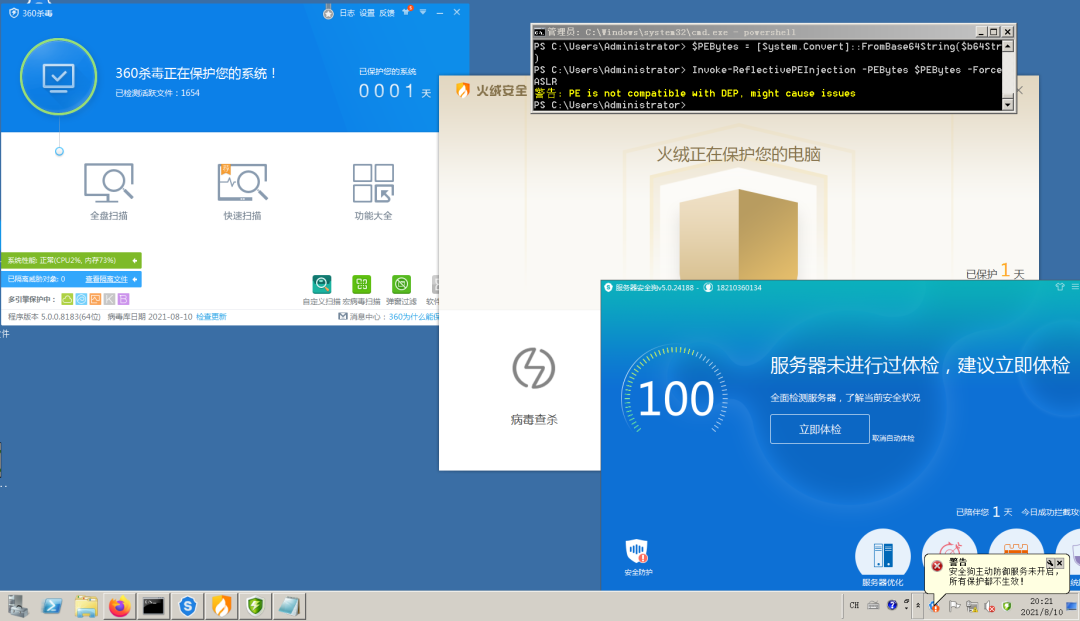 360杀毒
日志 设置 反馈
360杀毒正在保护您的系统！
已检测活跃文件：1654
已保护您的系统
0001 天
全盘扫描
快速扫描
功能大全
系统性能: 正常(CPU2%, 内存73%)
已隔离威胁对象: 0 查看隔离文件
多引擎保护中：
自定义扫描 宏病毒扫描 弹窗过滤
程序版本 5.0.0.8183(64位) 病毒库日期 2021-08-10 检查更新
消息中心：360为什么能保
管理员: C:\Windows\system32\cmd.exe - powershell
PS C:\Users\Administrator> $PEBytes = [System.Convert]::FromBase64String($b64Str
)
PS C:\Users\Administrator> Invoke-ReflectivePEInjection -PEBytes $PEBytes -Force
ASLR
警告: PE is not compatible with DEP, might cause issues
PS C:\Users\Administrator>
火绒安全
火绒正在保护您的电脑
已保护 1 天
病毒查杀
服务器安全狗v5.0.24188 - 18210360134
100
服务器未进行过体检，建议立即体检
全面检测服务器，了解当前安全状况
立即体检
取消自动体检
已陪伴您 1 天 今日成功拦截攻
安全防护
服务器优化
警告
安全狗主动防御服务未开启，
所有保护都不生效！
CH
20:21
2021/8/10